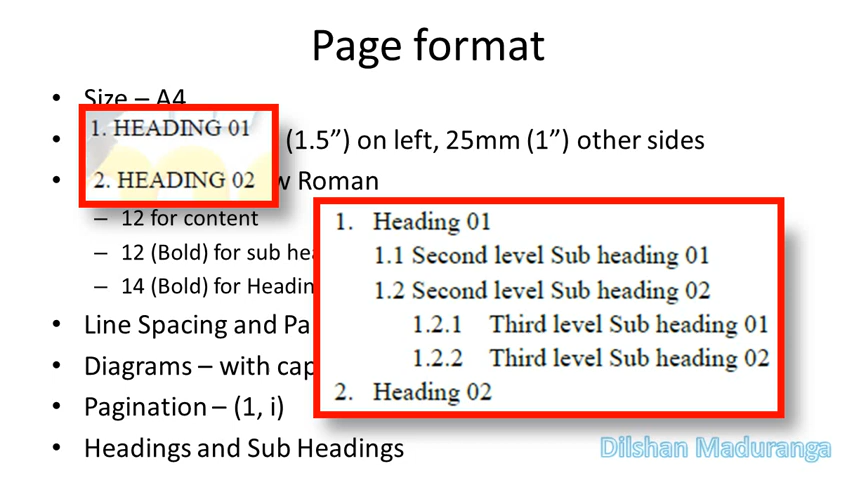 Page format
• Size – A4
• (1.5”) on left, 25mm (1”) other sides
• Roman
– 12 for content
– 12 (Bold) for sub
– 14 (Bold) for
• Line Spacing and
• Diagrams – with
• Pagination – (1, i)
• Headings and Sub Headings
1. HEADING 01
2. HEADING 02
1. Heading 01
1.1 Second level Sub heading 01
1.2 Second level Sub heading 02
1.2.1 Third level Sub heading 01
1.2.2 Third level Sub heading 02
2. Heading 02
Dilshan Maduranga